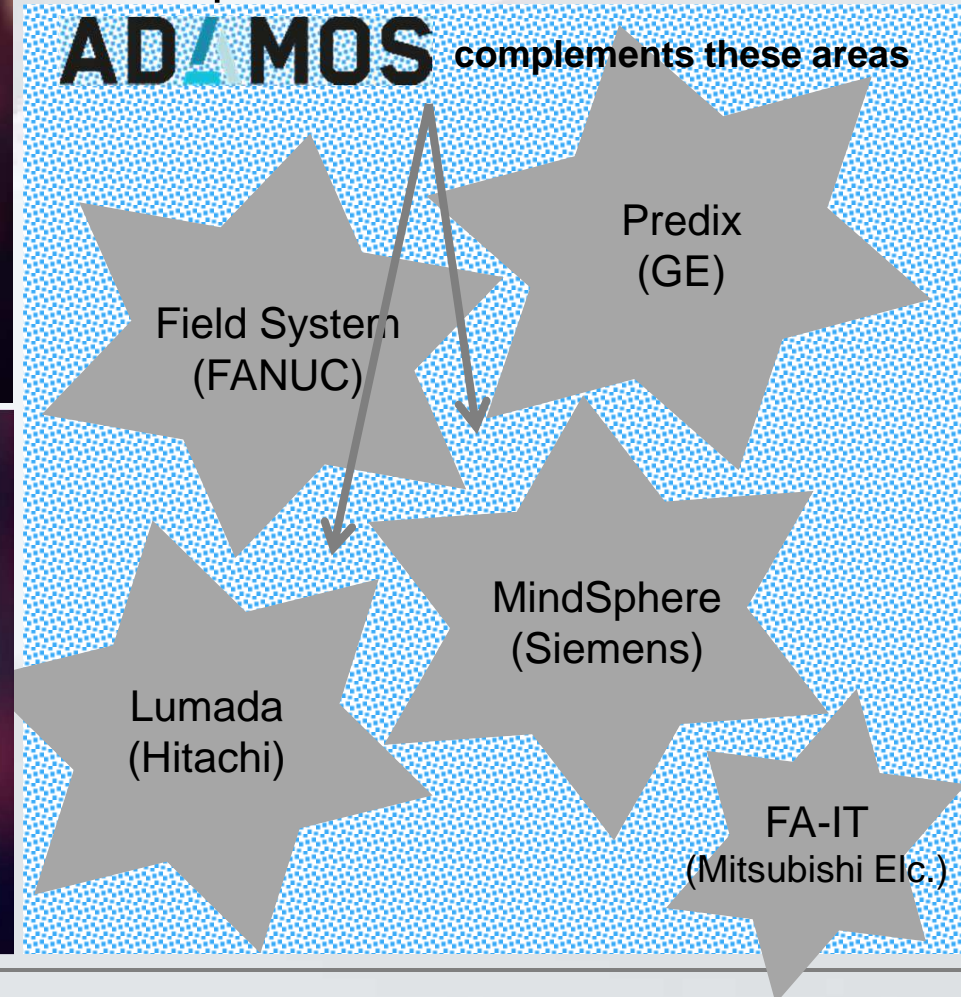 ADAMOS complements these areas
Predix
(GE)
Field System
(FANUC)
MindSphere
(Siemens)
Lumada
(Hitachi)
FA-IT
(Mitsubishi Elc.)